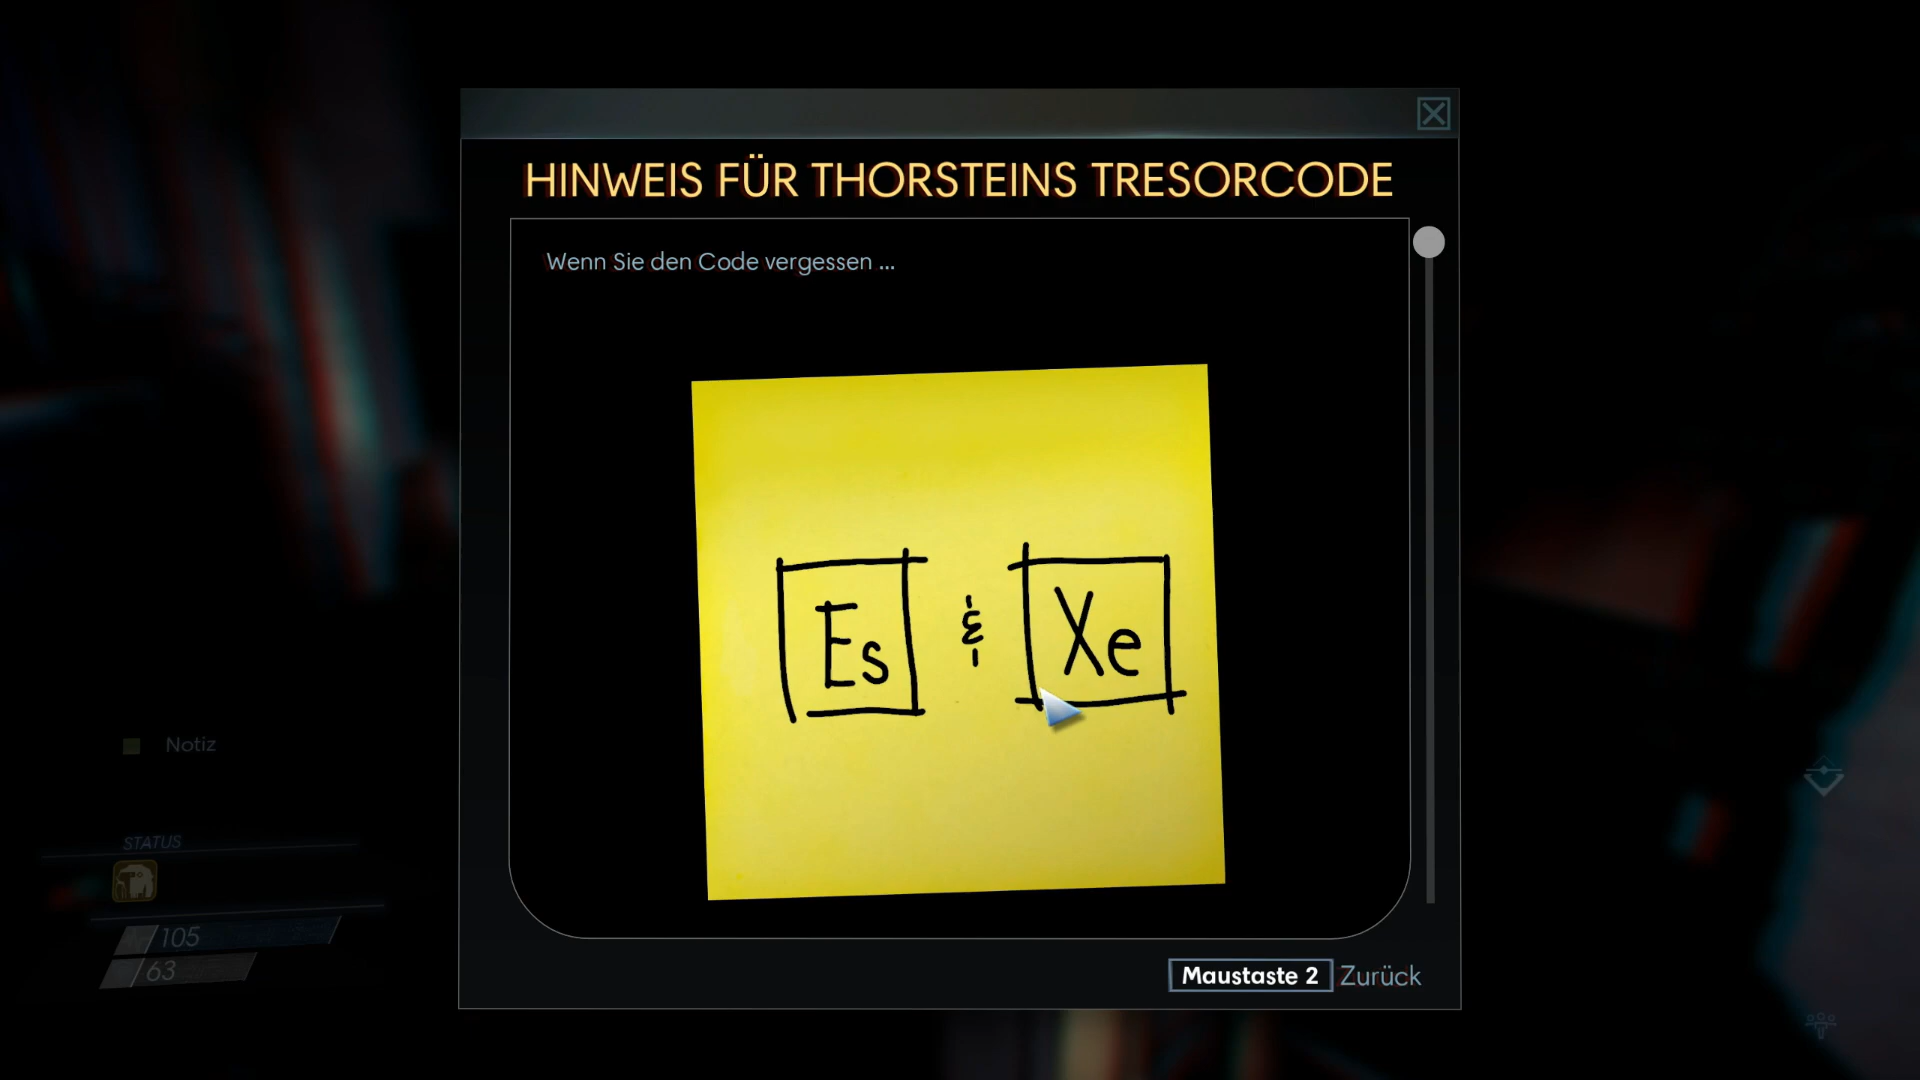 HINWEIS FÜR THORSTEINS TRESORCODE
Wenn Sie den Code vergessen ...
Es & Xe
Notiz
STATUS
105
63
Maustaste 2 Zurück